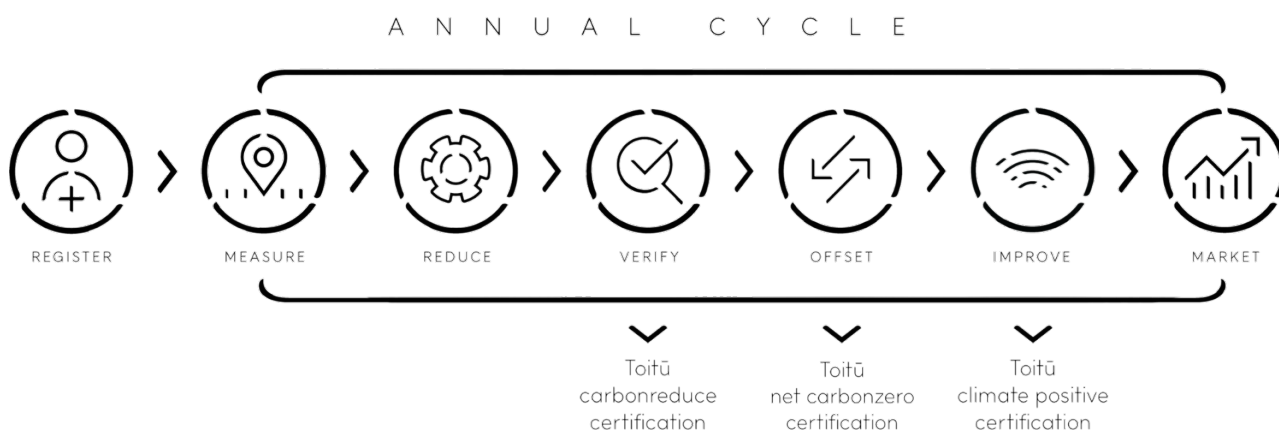 ANNUAL CYCLE
REGISTER
MEASURE
REDUCE
VERIFY
OFFSET
IMPROVE
MARKET
Toitū
carbonreduce
certification
Toitū
net carbonzero
certification
Toitū
climate positive
certification